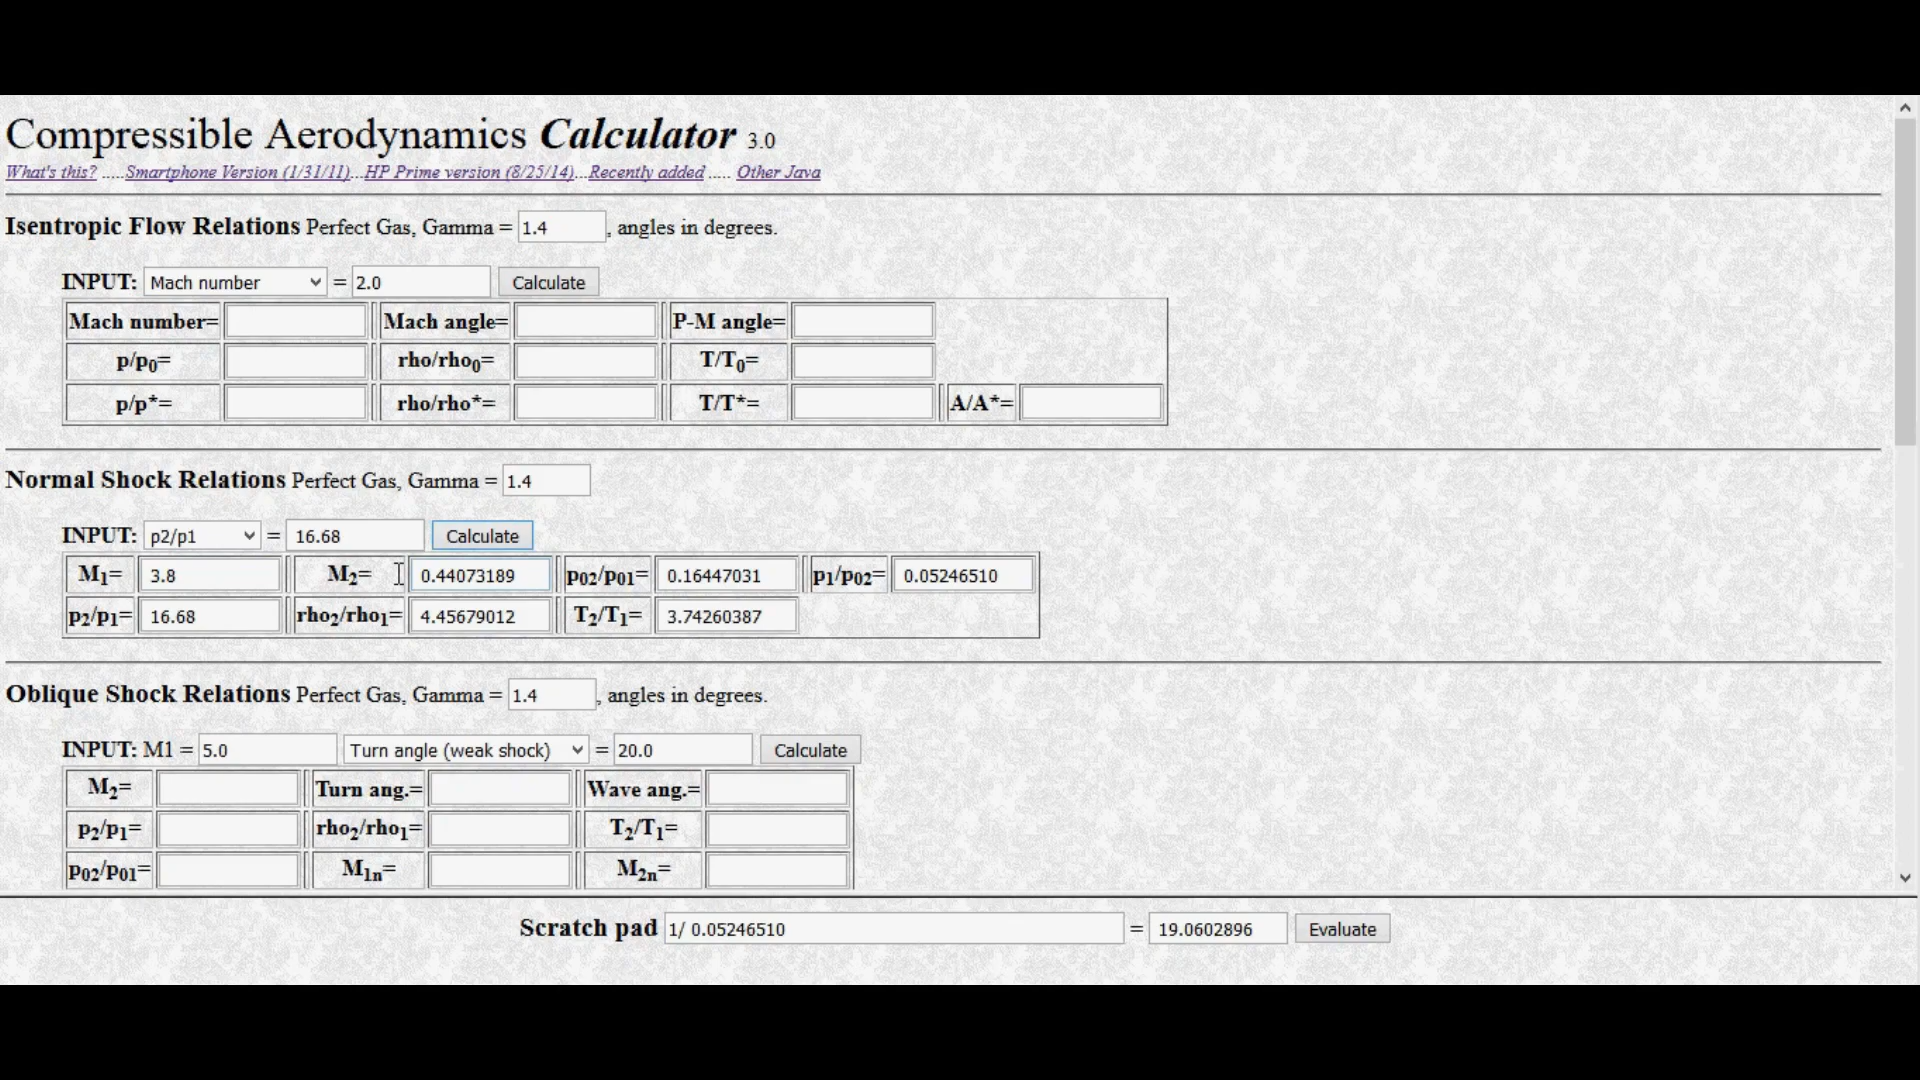 Compressible Aerodynamics Calculator 3.0
What's this? .....Smartphone Version (1/31/11)...HP Prime version (8/25/14)...Recently added ..... Other Java
Isentropic Flow Relations Perfect Gas, Gamma = 1.4 , angles in degrees.
INPUT: Mach number = 2.0 Calculate
Mach number= Mach angle= P-M angle=
p/p0= rho/rho0= T/T0=
p/p*= rho/rho*= T/T*= A/A*=
Normal Shock Relations Perfect Gas, Gamma = 1.4
INPUT: p2/p1 = 16.68 Calculate
M1= 3.8 M2= 0.44073189 p02/p01= 0.16447031 p1/p02= 0.05246510
p2/p1= 16.68 rho2/rho1= 4.45679012 T2/T1= 3.74260387
Oblique Shock Relations Perfect Gas, Gamma = 1.4 , angles in degrees.
INPUT: M1 = 5.0 Turn angle (weak shock) = 20.0 Calculate
M2= Turn ang.= Wave ang.=
p2/p1= rho2/rho1= T2/T1=
p02/p01= M1n= M2n=
Scratch pad 1/ 0.05246510 = 19.0602896 Evaluate